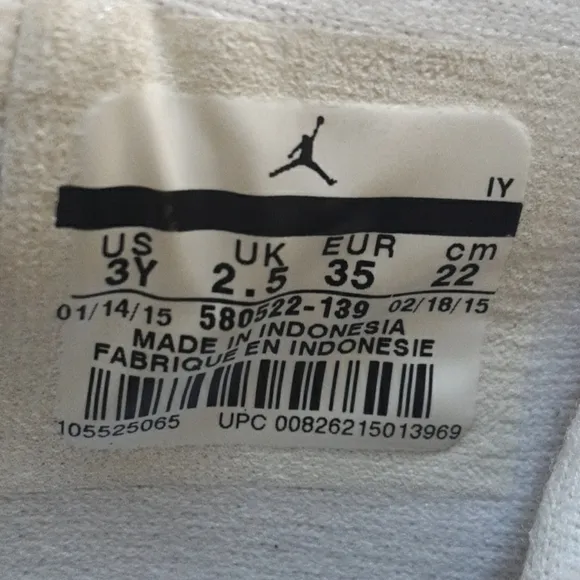 IY
US UK EUR cm
3Y 2.5 35 22
01/14/15 580522-139 02/18/15
MADE IN INDONESIA
FABRIQUE EN INDONESIE
105525065 UPC 00826215013969